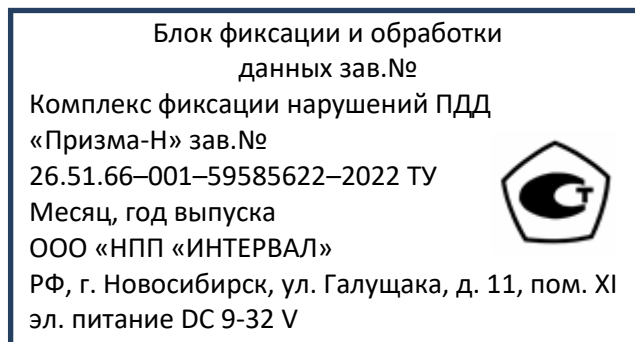 Блок фиксации и обработки
данных зав.№
Комплекс фиксации нарушений ПДД
«Призма-Н» зав.№
26.51.66–001–59585622–2022 ТУ
Месяц, год выпуска
ООО «НПП «ИНТЕРВАЛ»
РФ, г. Новосибирск, ул. Галущака, д. 11, пом. XI
эл. питание DC 9-32 V